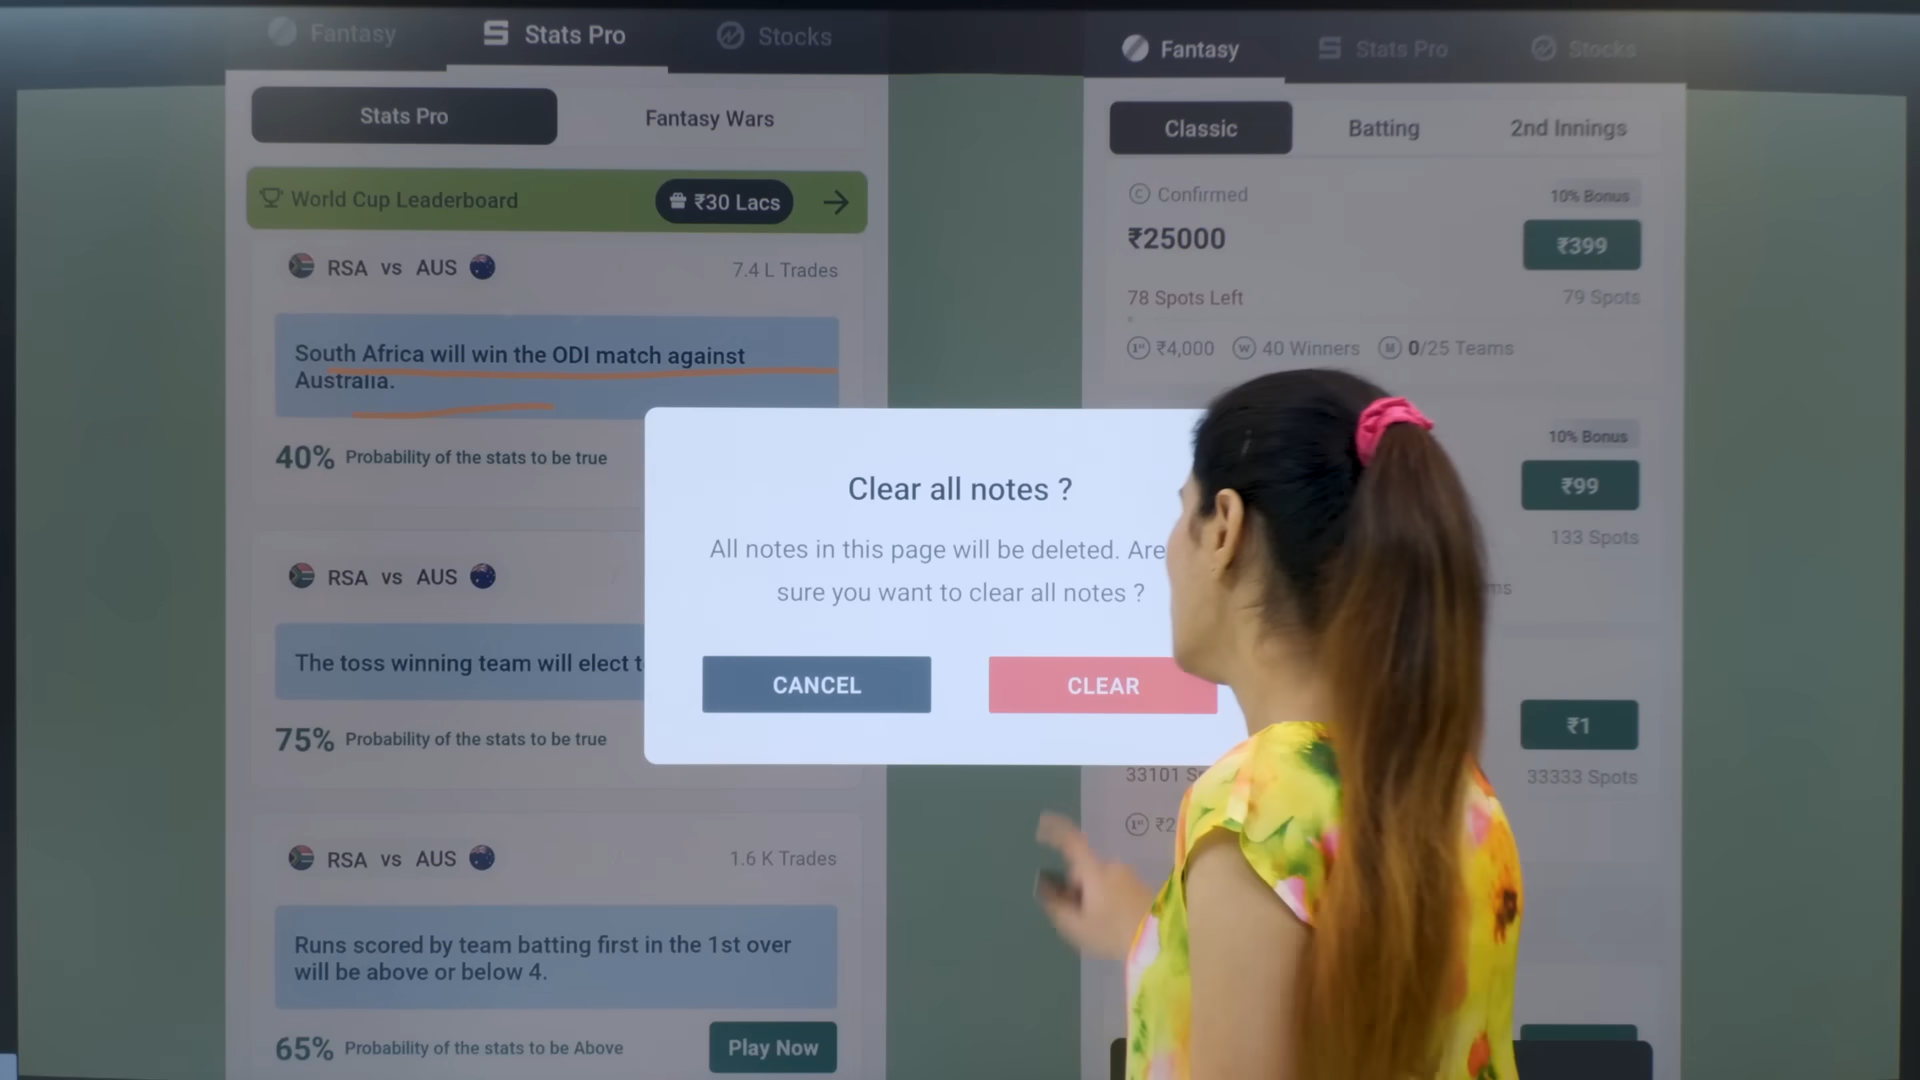 Fantasy
Stats Pro
Stocks
Stats Pro
Fantasy Wars
World Cup Leaderboard
₹30 Lacs
RSA vs AUS
7.4 L Trades
South Africa will win the ODI match against
Australia.
40% Probability of the stats to be true
RSA vs AUS
The toss winning team will elect
75% Probability of the stats to be true
RSA vs AUS
1.6 K Trades
Runs scored by team batting first in the 1st over
will be above or below 4.
65% Probability of the stats to be Above
Play Now
Clear all notes ?
All notes in this page will be deleted. Are
sure you want to clear all notes ?
CANCEL
CLEAR
Fantasy
Stats Pro
Stocks
Classic
Batting
2nd Innings
C Confirmed
10% Bonus
₹25000
₹399
78 Spots Left
79 Spots
1st ₹4,000 W 40 Winners M 0/25 Teams
10% Bonus
₹99
133 Spots
₹1
33101
33333 Spots
1st